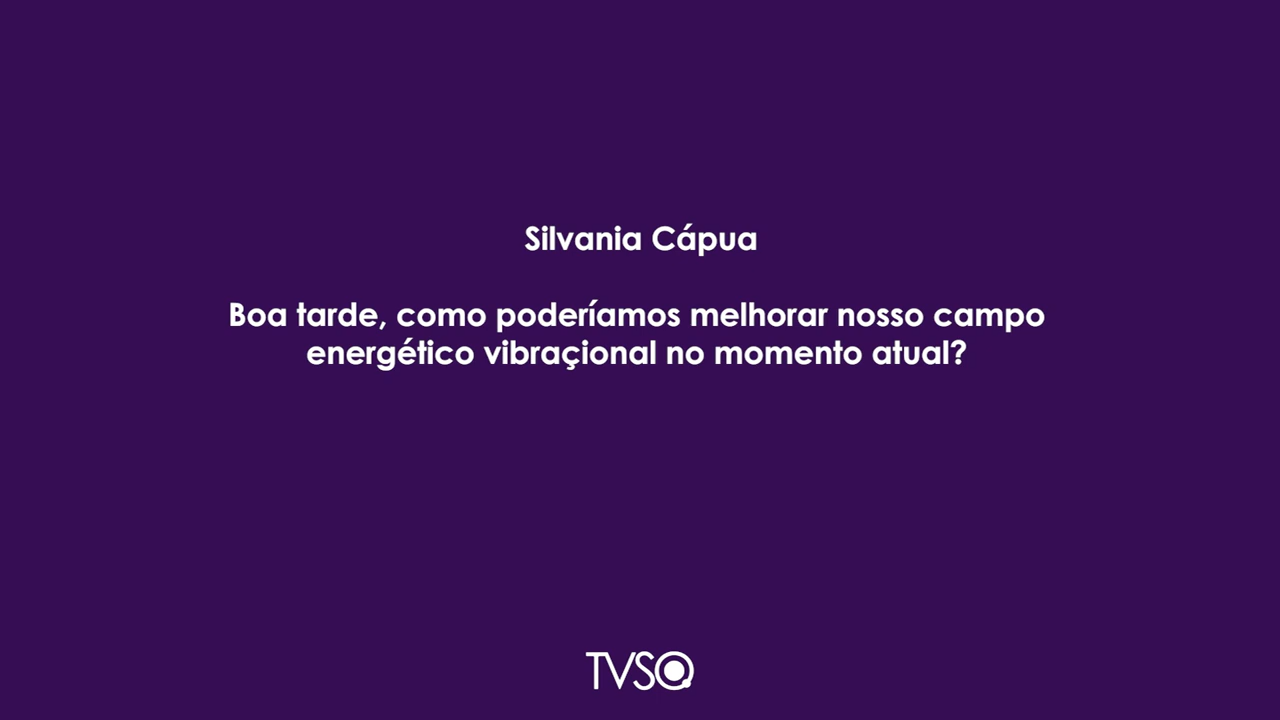 Silvania Cápua
Boa tarde, como poderíamos melhorar nosso campo
energético vibraçional no momento atual?
TVSQ